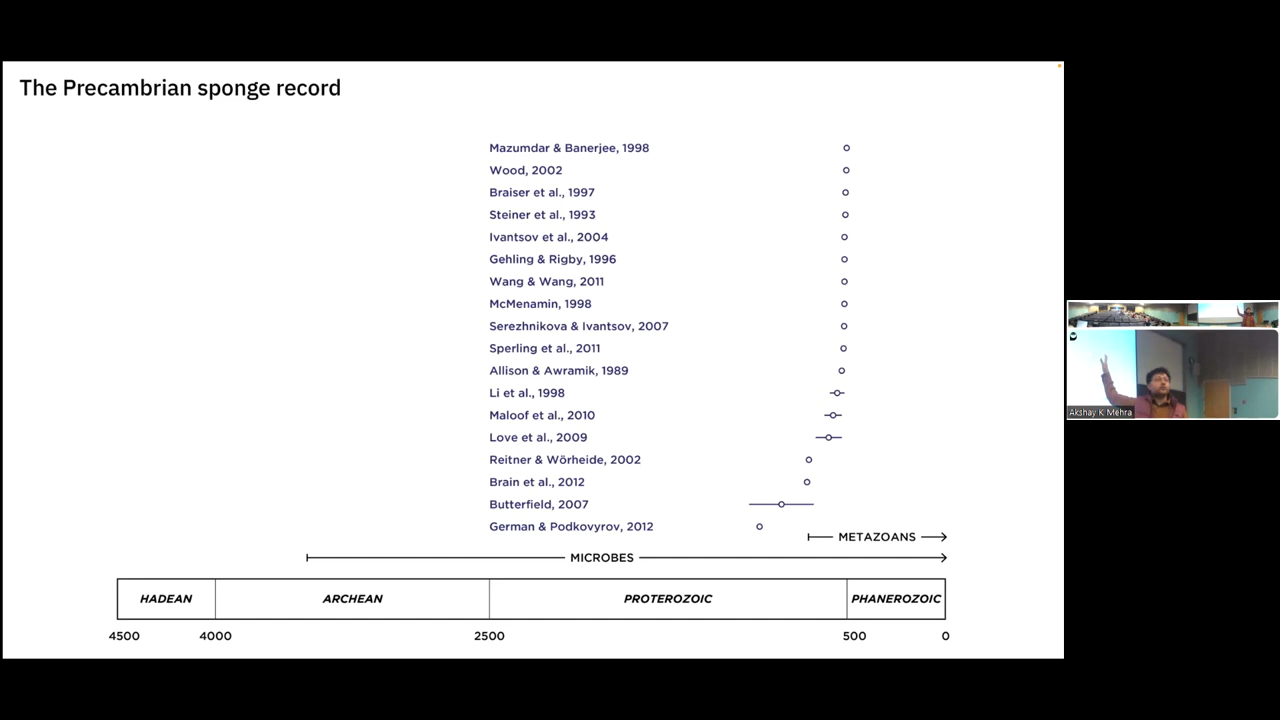 The Precambrian sponge record
Mazumdar & Banerjee, 1998
Wood, 2002
Braiser et al., 1997
Steiner et al., 1993
Ivantsov et al., 2004
Gehling & Rigby, 1996
Wang & Wang, 2011
McMenamin, 1998
Serezhnikova & Ivantsov, 2007
Sperling et al., 2011
Allison & Awramik, 1989
Li et al., 1998
Maloof et al., 2010
Love et al., 2009
Reitner & Wörheide, 2002
Brain et al., 2012
Butterfield, 2007
German & Podkovyrov, 2012
METAZOANS
MICROBES
HADEAN ARCHEAN PROTEROZOIC PHANEROZOIC
4500 4000 2500 500 0
Akshay K Mehra